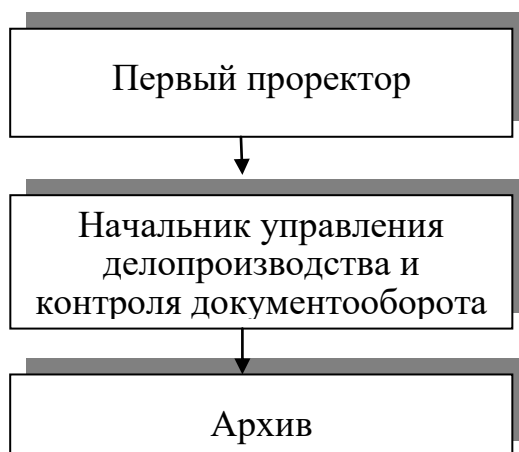 Первый проректор
Начальник управления
делопроизводства и
контроля документооборота
Архив